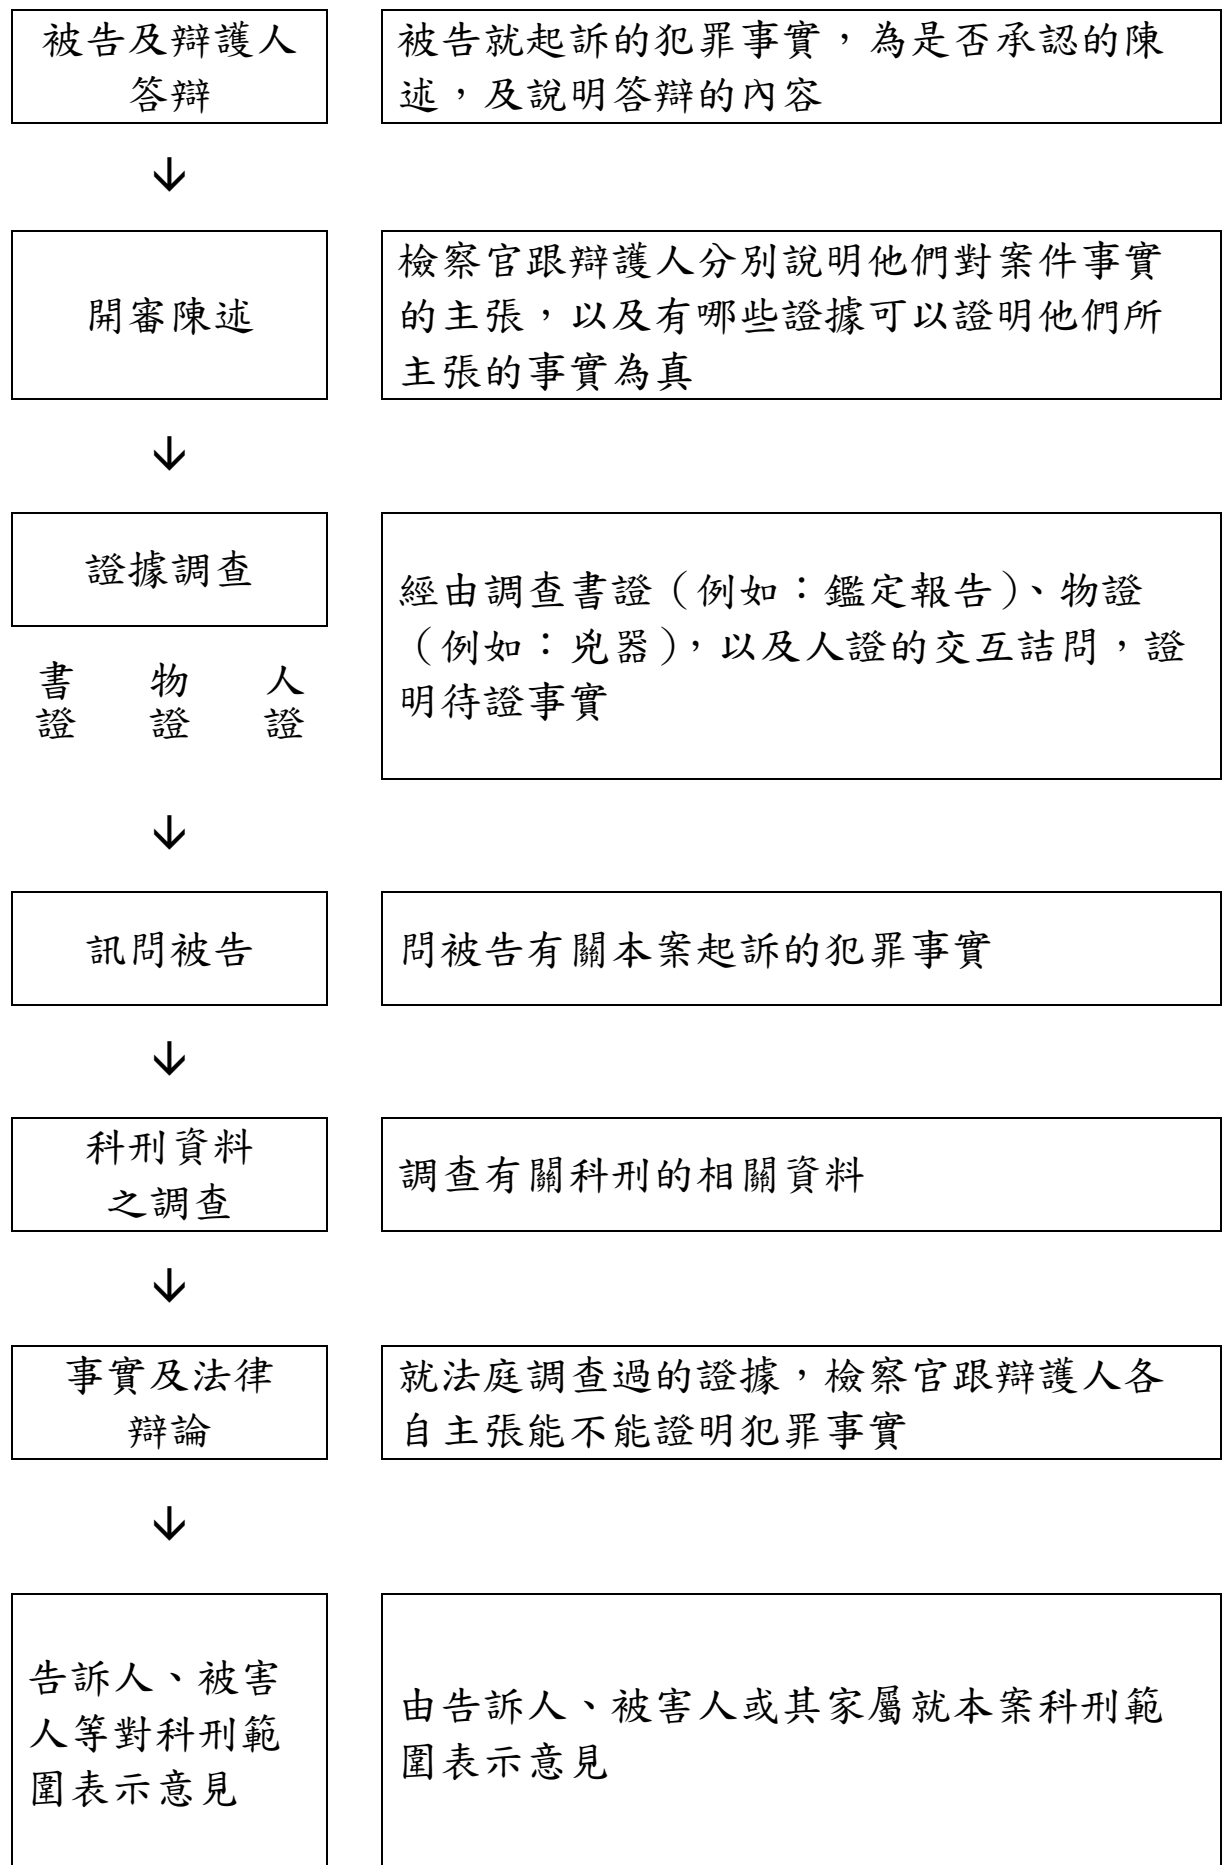 被告及辯護人
答辯
被告就起訴的犯罪事實，為是否承認的陳
述，及說明答辯的內容
↓
開審陳述
檢察官跟辯護人分別說明他們對案件事實
的主張，以及有哪些證據可以證明他們所
主張的事實為真
↓
證據調查
書證
物證
人證
經由調查書證（例如：鑑定報告）、物證
（例如：兇器），以及人證的交互詰問，證
明待證事實
↓
訊問被告
問被告有關本案起訴的犯罪事實
↓
科刑資料
之調查
調查有關科刑的相關資料
↓
事實及法律
辯論
就法庭調查過的證據，檢察官跟辯護人各
自主張能不能證明犯罪事實
↓
告訴人、被害
人等對科刑範
圍表示意見
由告訴人、被害人或其家屬就本案科刑範
圍表示意見